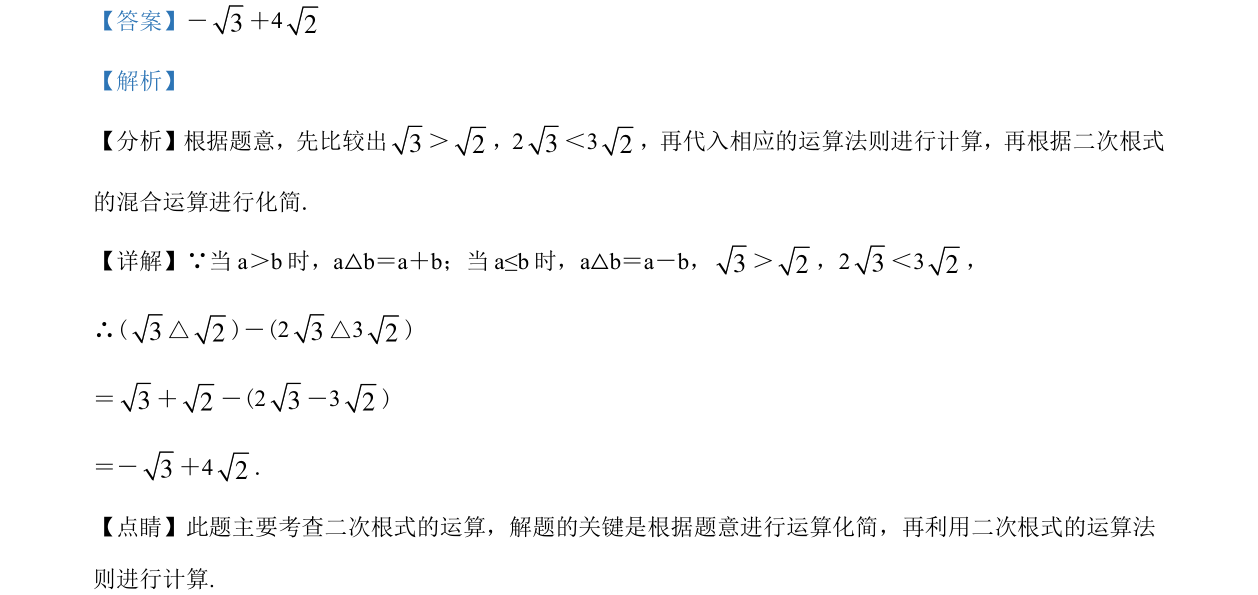 【答案】－√3＋4√2
【解析】
【分析】根据题意，先比较出√3＞√2，2√3＜3√2，再代入相应的运算法则进行计算，再根据二次根式
的混合运算进行化简.
【详解】∵当 a＞b 时，a△b＝a＋b；当 a≤b 时，a△b＝a－b，√3＞√2，2√3＜3√2，
∴(√3△√2)－(2√3△3√2)
＝√3＋√2－(2√3－3√2)
＝－√3＋4√2.
【点睛】此题主要考查二次根式的运算，解题的关键是根据题意进行运算化简，再利用二次根式的运算法
则进行计算.